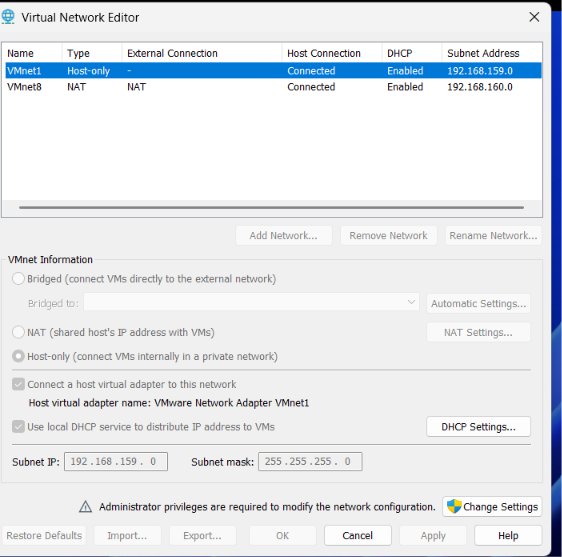 Virtual Network Editor
Name Type External Connection Host Connection DHCP Subnet Address
VMnet1 Host-only - Connected Enabled 192.168.159.0
VMnet8 NAT NAT Connected Enabled 192.168.160.0
Add Network... Remove Network Rename Network...
VMnet Information
Bridged (connect VMs directly to the external network)
Bridged to: Automatic Settings...
NAT (shared host's IP address with VMs) NAT Settings...
Host-only (connect VMs internally in a private network)
Connect a host virtual adapter to this network
Host virtual adapter name: VMware Network Adapter VMnet1
Use local DHCP service to distribute IP address to VMs DHCP Settings...
Subnet IP: 192 . 168 . 159 . 0 Subnet mask: 255 . 255 . 255 . 0
Administrator privileges are required to modify the network configuration. Change Settings
Restore Defaults Import... Export... OK Cancel Apply Help